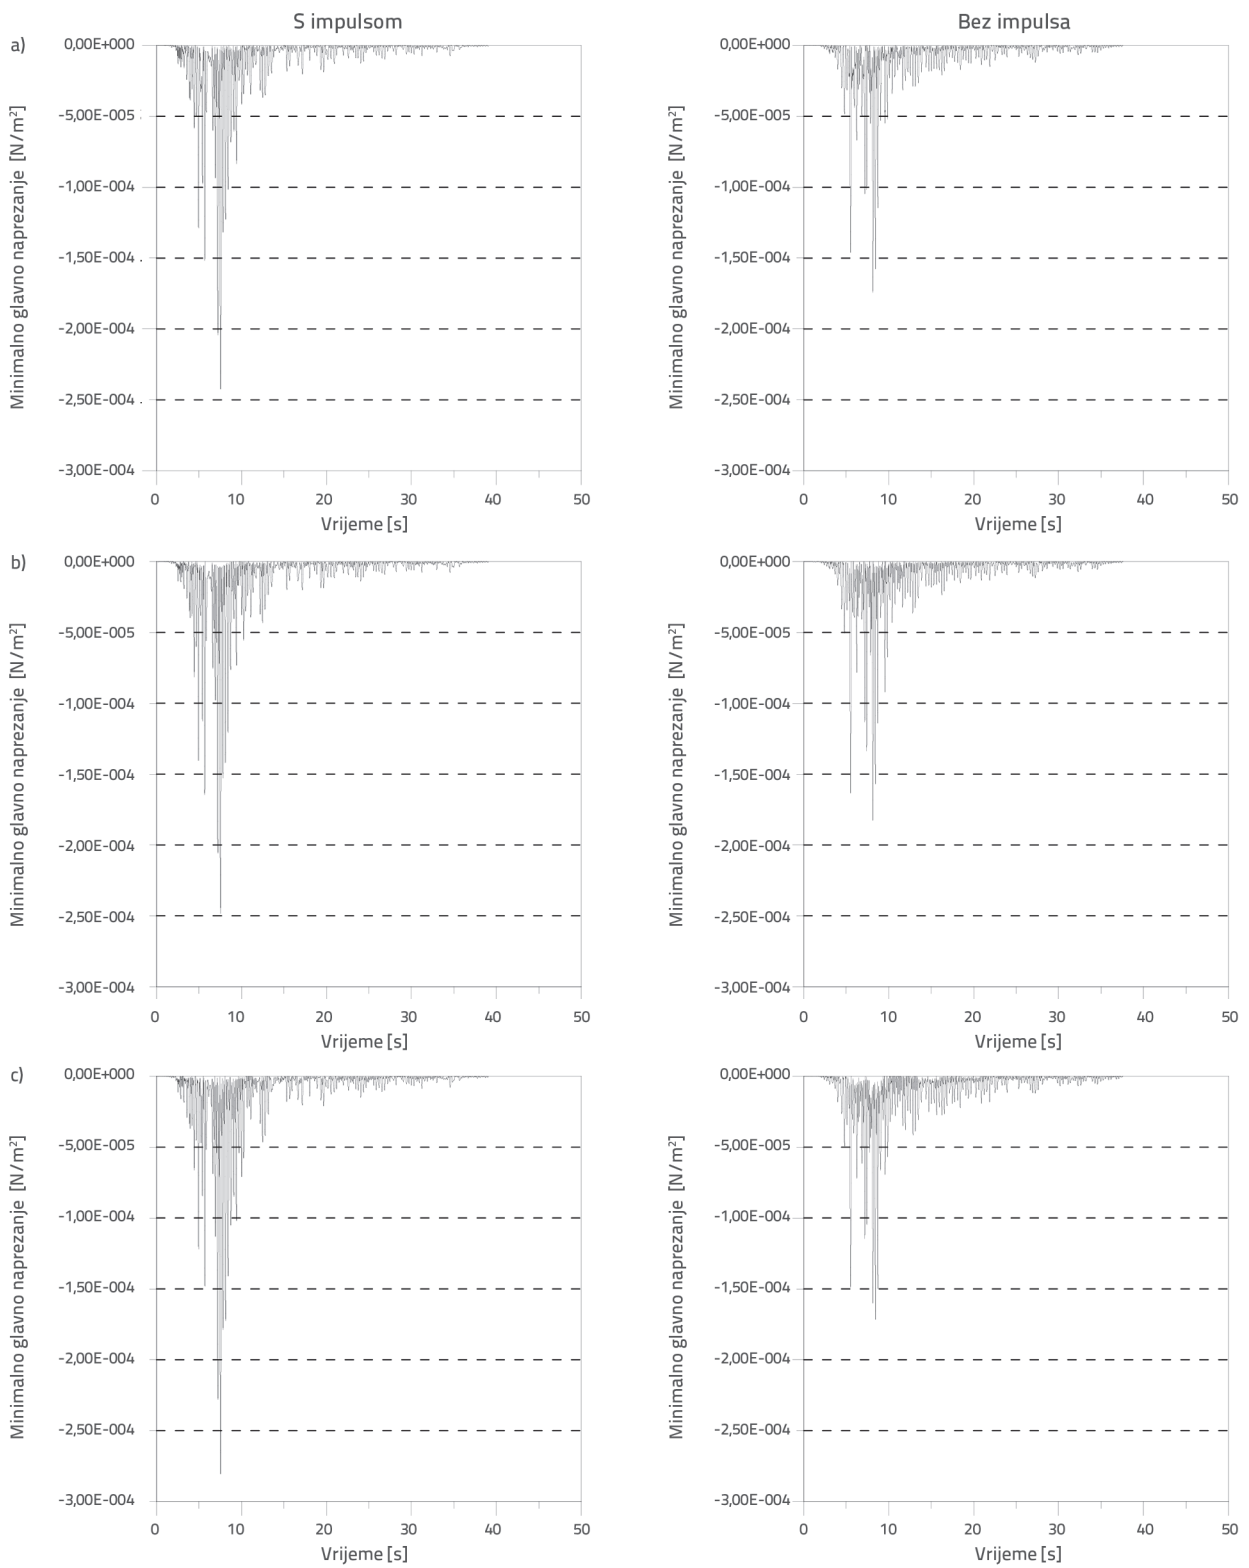 S impulsom
Bez impulsa
a)
Minimalno glavno naprezanje [N/m²]
0,00E+000
-5,00E-005
-1,00E-004
-1,50E-004
-2,00E-004
-2,50E-004
-3,00E-004
0 10 20 30 40 50
Vrijeme [s]
Minimalno glavno naprezanje [N/m²]
0,00E+000
-5,00E-005
-1,00E-004
-1,50E-004
-2,00E-004
-2,50E-004
-3,00E-004
0 10 20 30 40 50
Vrijeme [s]
b)
Minimalno glavno naprezanje [N/m²]
0,00E+000
-5,00E-005
-1,00E-004
-1,50E-004
-2,00E-004
-2,50E-004
-3,00E-004
0 10 20 30 40 50
Vrijeme [s]
Minimalno glavno naprezanje [N/m²]
0,00E+000
-5,00E-005
-1,00E-004
-1,50E-004
-2,00E-004
-2,50E-004
-3,00E-004
0 10 20 30 40 50
Vrijeme [s]
c)
Minimalno glavno naprezanje [N/m²]
0,00E+000
-5,00E-005
-1,00E-004
-1,50E-004
-2,00E-004
-2,50E-004
-3,00E-004
0 10 20 30 40 50
Vrijeme [s]
Minimalno glavno naprezanje [N/m²]
0,00E+000
-5,00E-005
-1,00E-004
-1,50E-004
-2,00E-004
-2,50E-004
-3,00E-004
0 10 20 30 40 50
Vrijeme [s]